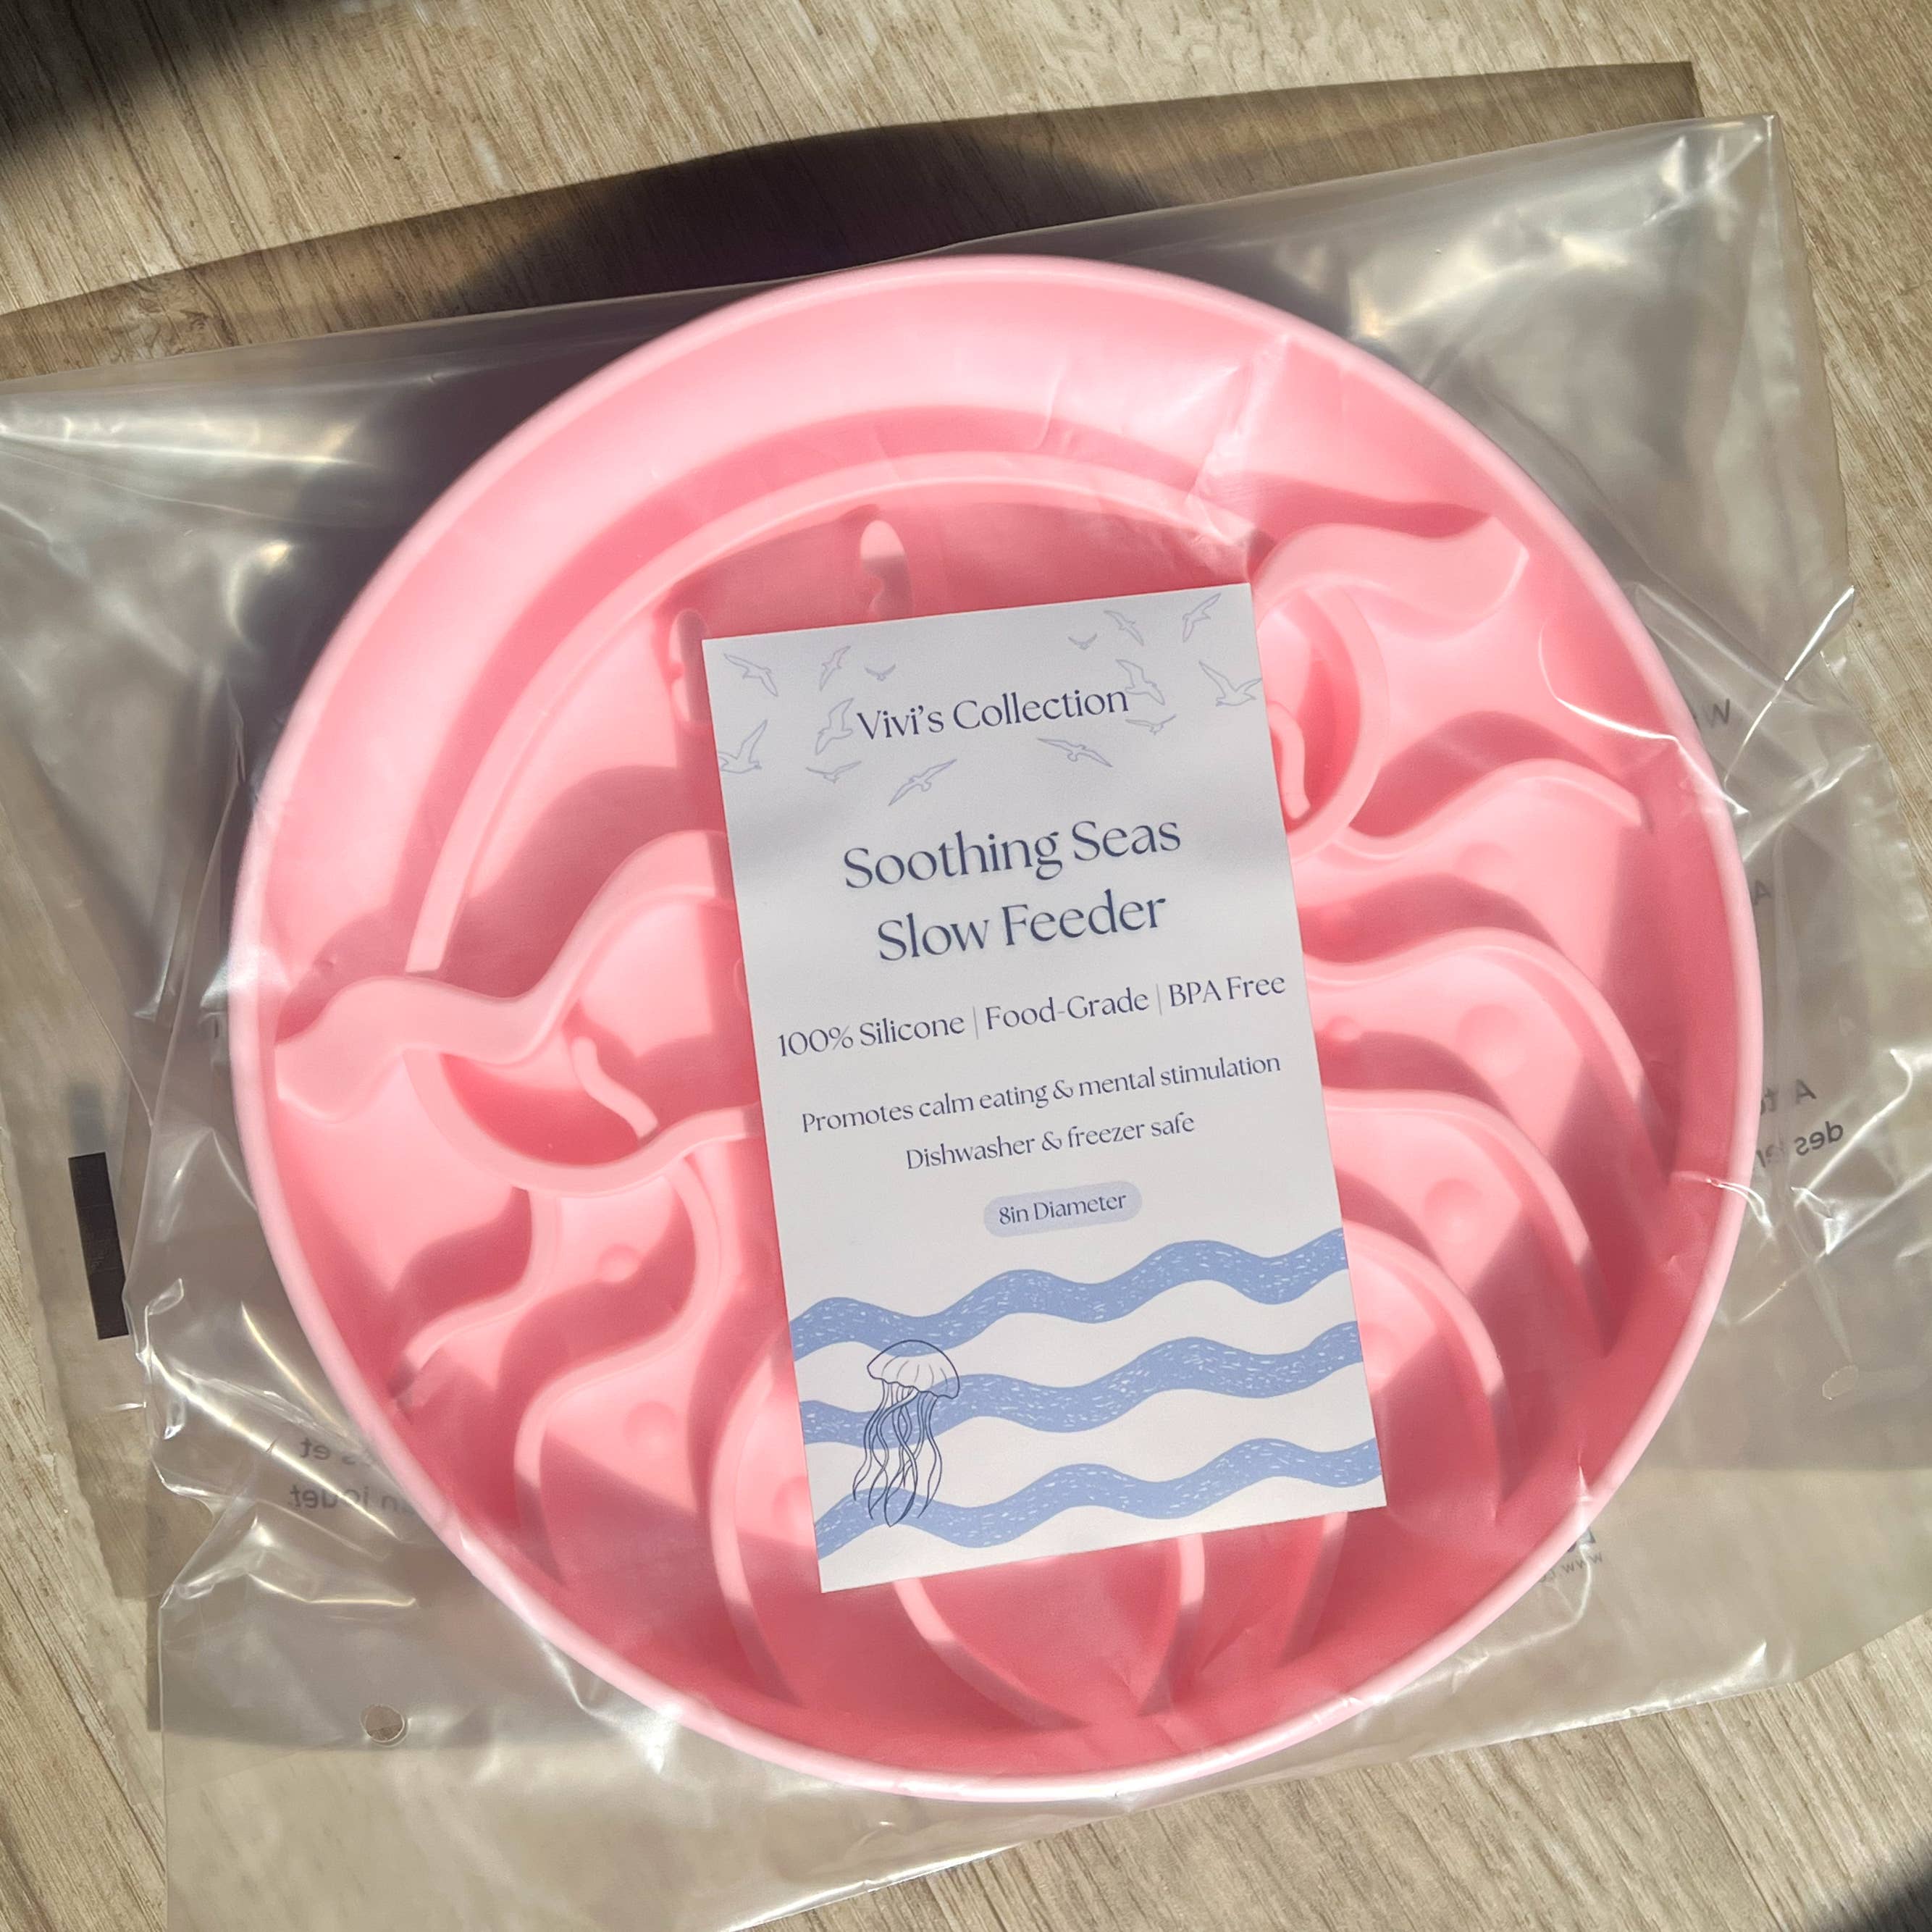 Vivi's Collection
Soothing Seas
Slow Feeder
100% Silicone | Food-Grade | BPA Free
Promotes calm eating & mental stimulation
Dishwasher & freezer safe
8in Diameter